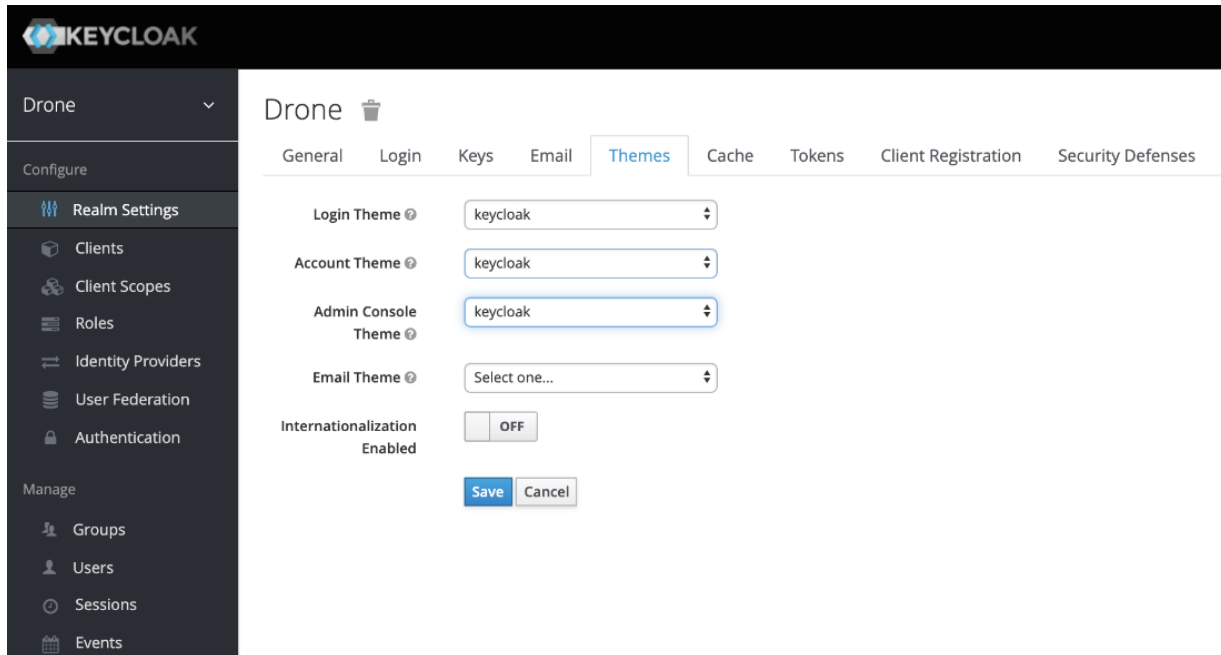 KEYCLOAK
Drone
Configure
Realm Settings
Clients
Client Scopes
Roles
Identity Providers
User Federation
Authentication
Manage
Groups
Users
Sessions
Events
Drone
General Login Keys Email Themes Cache Tokens Client Registration Security Defenses
Login Theme keycloak
Account Theme keycloak
Admin Console
Theme keycloak
Email Theme Select one...
Internationalization
Enabled OFF
Save Cancel